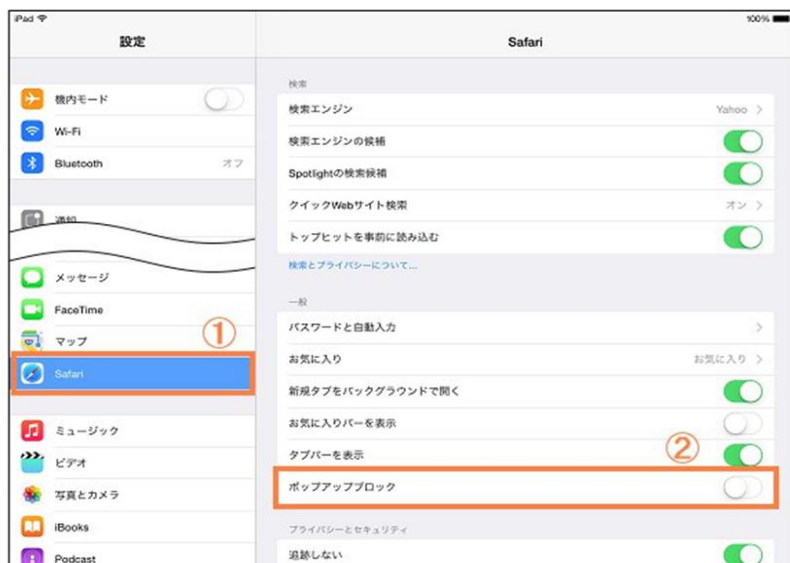 iPad
100%
設定
Safari
機内モード
Wi-Fi
Bluetooth
オフ
通知
メッセージ
FaceTime
マップ
①
Safari
ミュージック
ビデオ
写真とカメラ
iBooks
Podcast
検索
検索エンジン
Yahoo
検索エンジンの候補
Spotlightの検索候補
クイックWebサイト検索
オン
トップヒットを事前に読み込む
検索とプライバシーについて...
一般
パスワードと自動入力
お気に入り
お気に入り
新規タブをバックグラウンドで開く
お気に入りバーを表示
タブバーを表示
②
ポップアップブロック
プライバシーとセキュリティ
追跡しない